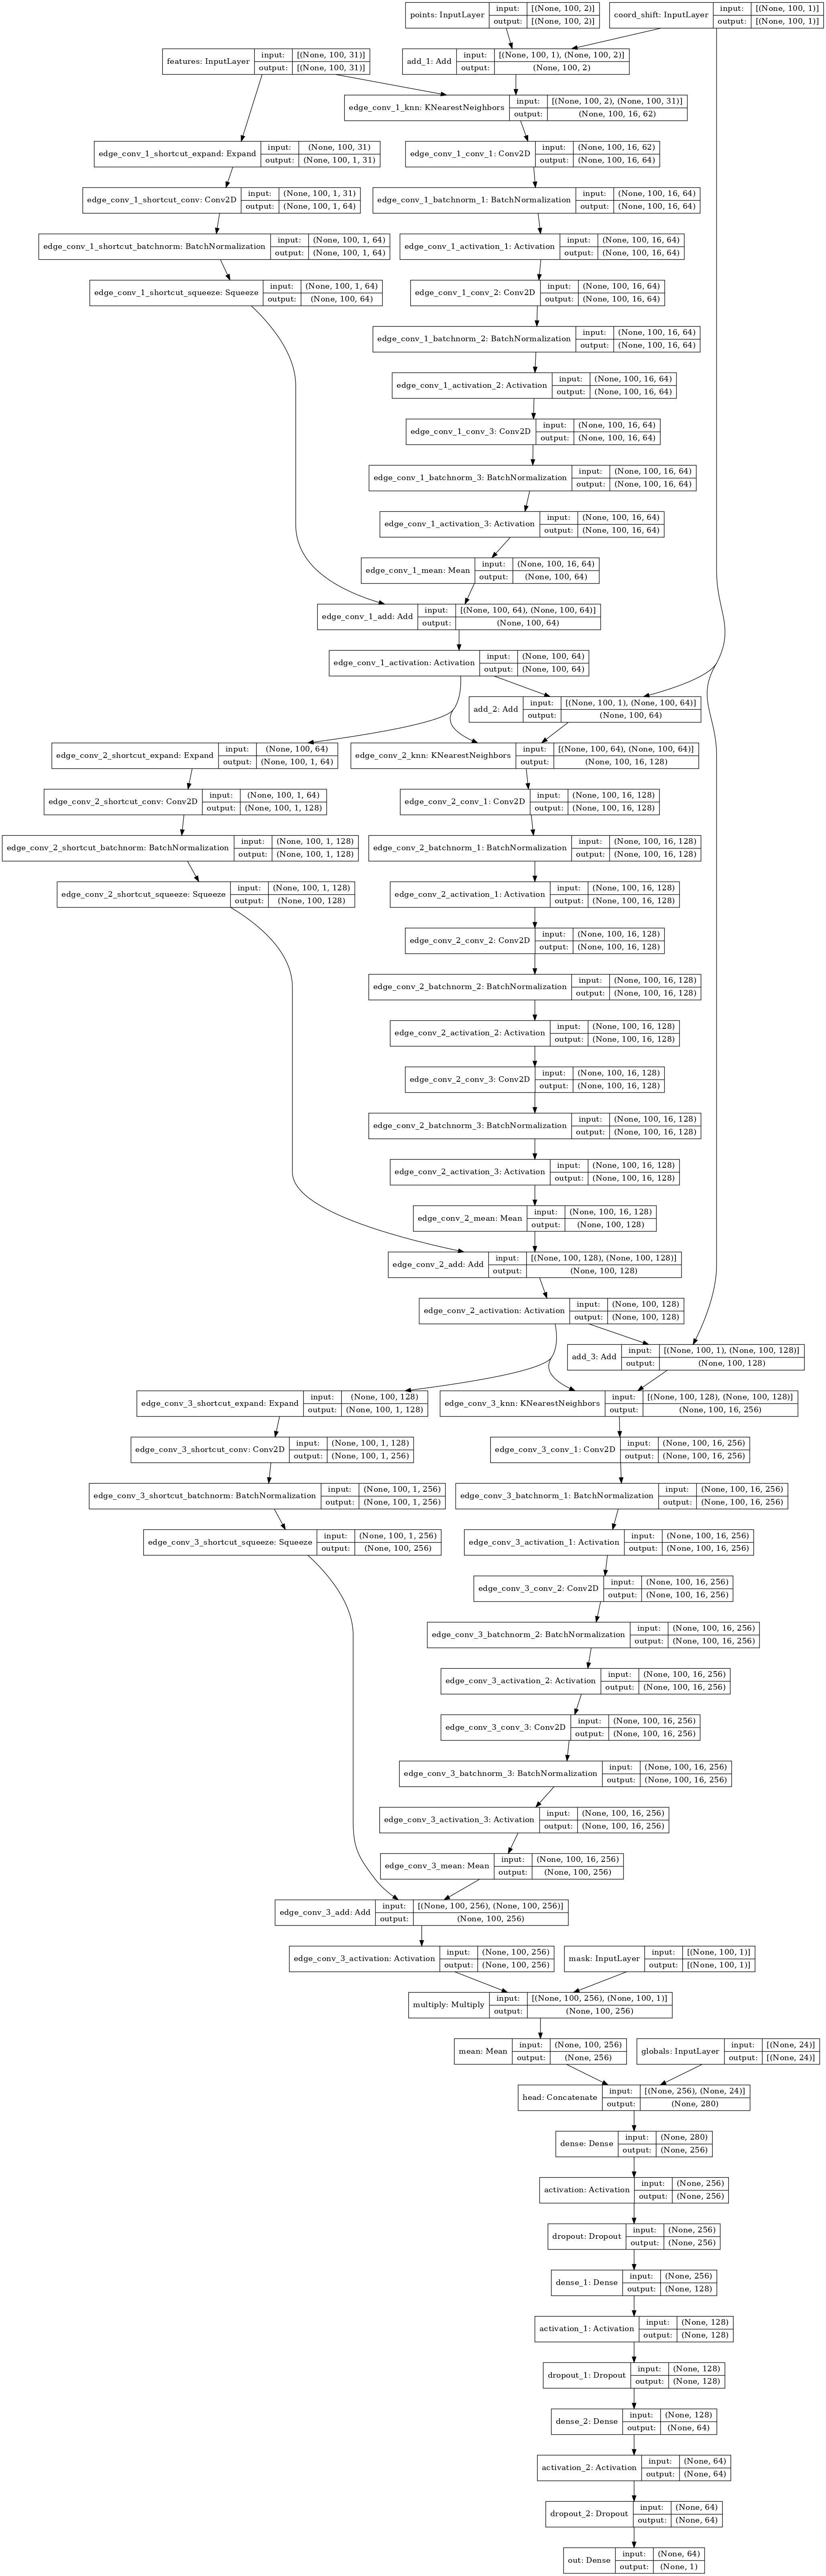 points: InputLayer input: [(None, 100, 2)] output: [(None, 100, 2)]
coord_shift: InputLayer input: [(None, 100, 1)] output: [(None, 100, 1)]
features: InputLayer input: [(None, 100, 31)] output: [(None, 100, 31)]
add_1: Add input: [(None, 100, 1), (None, 100, 2)] output: (None, 100, 2)
edge_conv_1_knn: KNearestNeighbors input: [(None, 100, 2), (None, 100, 31)] output: (None, 100, 16, 62)
edge_conv_1_shortcut_expand: Expand input: (None, 100, 31) output: (None, 100, 1, 31)
edge_conv_1_conv_1: Conv2D input: (None, 100, 16, 62) output: (None, 100, 16, 64)
edge_conv_1_shortcut_conv: Conv2D input: (None, 100, 1, 31) output: (None, 100, 1, 64)
edge_conv_1_batchnorm_1: BatchNormalization input: (None, 100, 16, 64) output: (None, 100, 16, 64)
edge_conv_1_shortcut_batchnorm: BatchNormalization input: (None, 100, 1, 64) output: (None, 100, 1, 64)
edge_conv_1_activation_1: Activation input: (None, 100, 16, 64) output: (None, 100, 16, 64)
edge_conv_1_shortcut_squeeze: Squeeze input: (None, 100, 1, 64) output: (None, 100, 64)
edge_conv_1_conv_2: Conv2D input: (None, 100, 16, 64) output: (None, 100, 16, 64)
edge_conv_1_batchnorm_2: BatchNormalization input: (None, 100, 16, 64) output: (None, 100, 16, 64)
edge_conv_1_activation_2: Activation input: (None, 100, 16, 64) output: (None, 100, 16, 64)
edge_conv_1_conv_3: Conv2D input: (None, 100, 16, 64) output: (None, 100, 16, 64)
edge_conv_1_batchnorm_3: BatchNormalization input: (None, 100, 16, 64) output: (None, 100, 16, 64)
edge_conv_1_activation_3: Activation input: (None, 100, 16, 64) output: (None, 100, 16, 64)
edge_conv_1_mean: Mean input: (None, 100, 16, 64) output: (None, 100, 64)
edge_conv_1_add: Add input: [(None, 100, 64), (None, 100, 64)] output: (None, 100, 64)
edge_conv_1_activation: Activation input: (None, 100, 64) output: (None, 100, 64)
add_2: Add input: [(None, 100, 1), (None, 100, 64)] output: (None, 100, 64)
edge_conv_2_shortcut_expand: Expand input: (None, 100, 64) output: (None, 100, 1, 64)
edge_conv_2_knn: KNearestNeighbors input: [(None, 100, 64), (None, 100, 64)] output: (None, 100, 16, 128)
edge_conv_2_shortcut_conv: Conv2D input: (None, 100, 1, 64) output: (None, 100, 1, 128)
edge_conv_2_conv_1: Conv2D input: (None, 100, 16, 128) output: (None, 100, 16, 128)
edge_conv_2_shortcut_batchnorm: BatchNormalization input: (None, 100, 1, 128) output: (None, 100, 1, 128)
edge_conv_2_batchnorm_1: BatchNormalization input: (None, 100, 16, 128) output: (None, 100, 16, 128)
edge_conv_2_shortcut_squeeze: Squeeze input: (None, 100, 1, 128) output: (None, 100, 128)
edge_conv_2_activation_1: Activation input: (None, 100, 16, 128) output: (None, 100, 16, 128)
edge_conv_2_conv_2: Conv2D input: (None, 100, 16, 128) output: (None, 100, 16, 128)
edge_conv_2_batchnorm_2: BatchNormalization input: (None, 100, 16, 128) output: (None, 100, 16, 128)
edge_conv_2_activation_2: Activation input: (None, 100, 16, 128) output: (None, 100, 16, 128)
edge_conv_2_conv_3: Conv2D input: (None, 100, 16, 128) output: (None, 100, 16, 128)
edge_conv_2_batchnorm_3: BatchNormalization input: (None, 100, 16, 128) output: (None, 100, 16, 128)
edge_conv_2_activation_3: Activation input: (None, 100, 16, 128) output: (None, 100, 16, 128)
edge_conv_2_mean: Mean input: (None, 100, 16, 128) output: (None, 100, 128)
edge_conv_2_add: Add input: [(None, 100, 128), (None, 100, 128)] output: (None, 100, 128)
edge_conv_2_activation: Activation input: (None, 100, 128) output: (None, 100, 128)
add_3: Add input: [(None, 100, 1), (None, 100, 128)] output: (None, 100, 128)
edge_conv_3_shortcut_expand: Expand input: (None, 100, 128) output: (None, 100, 1, 128)
edge_conv_3_knn: KNearestNeighbors input: [(None, 100, 128), (None, 100, 128)] output: (None, 100, 16, 256)
edge_conv_3_shortcut_conv: Conv2D input: (None, 100, 1, 128) output: (None, 100, 1, 256)
edge_conv_3_conv_1: Conv2D input: (None, 100, 16, 256) output: (None, 100, 16, 256)
edge_conv_3_shortcut_batchnorm: BatchNormalization input: (None, 100, 1, 256) output: (None, 100, 1, 256)
edge_conv_3_batchnorm_1: BatchNormalization input: (None, 100, 16, 256) output: (None, 100, 16, 256)
edge_conv_3_shortcut_squeeze: Squeeze input: (None, 100, 1, 256) output: (None, 100, 256)
edge_conv_3_activation_1: Activation input: (None, 100, 16, 256) output: (None, 100, 16, 256)
edge_conv_3_conv_2: Conv2D input: (None, 100, 16, 256) output: (None, 100, 16, 256)
edge_conv_3_batchnorm_2: BatchNormalization input: (None, 100, 16, 256) output: (None, 100, 16, 256)
edge_conv_3_activation_2: Activation input: (None, 100, 16, 256) output: (None, 100, 16, 256)
edge_conv_3_conv_3: Conv2D input: (None, 100, 16, 256) output: (None, 100, 16, 256)
edge_conv_3_batchnorm_3: BatchNormalization input: (None, 100, 16, 256) output: (None, 100, 16, 256)
edge_conv_3_activation_3: Activation input: (None, 100, 16, 256) output: (None, 100, 16, 256)
edge_conv_3_mean: Mean input: (None, 100, 16, 256) output: (None, 100, 256)
edge_conv_3_add: Add input: [(None, 100, 256), (None, 100, 256)] output: (None, 100, 256)
edge_conv_3_activation: Activation input: (None, 100, 256) output: (None, 100, 256)
mask: InputLayer input: [(None, 100, 1)] output: [(None, 100, 1)]
multiply: Multiply input: [(None, 100, 256), (None, 100, 1)] output: (None, 100, 256)
mean: Mean input: (None, 100, 256) output: (None, 256)
globals: InputLayer input: [(None, 24)] output: [(None, 24)]
head: Concatenate input: [(None, 256), (None, 24)] output: (None, 280)
dense: Dense input: (None, 280) output: (None, 256)
activation: Activation input: (None, 256) output: (None, 256)
dropout: Dropout input: (None, 256) output: (None, 256)
dense_1: Dense input: (None, 256) output: (None, 128)
activation_1: Activation input: (None, 128) output: (None, 128)
dropout_1: Dropout input: (None, 128) output: (None, 128)
dense_2: Dense input: (None, 128) output: (None, 64)
activation_2: Activation input: (None, 64) output: (None, 64)
dropout_2: Dropout input: (None, 64) output: (None, 64)
out: Dense input: (None, 64) output: (None, 1)